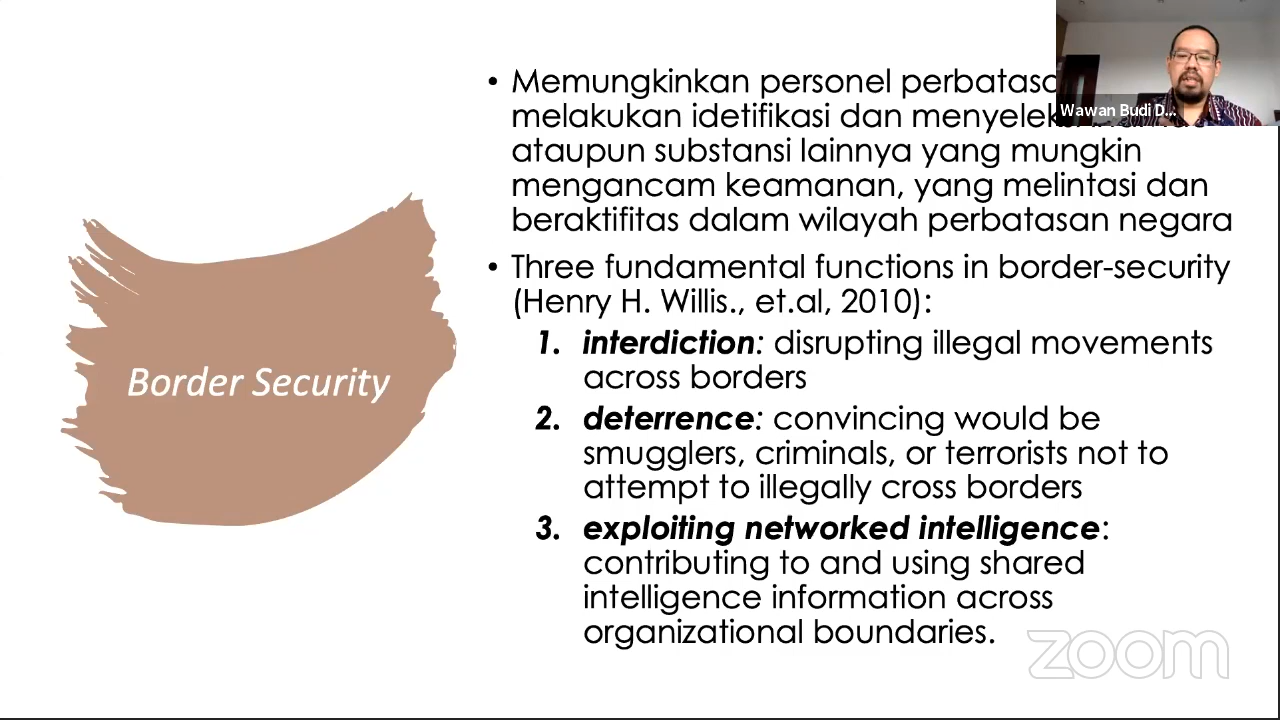 Border Security
• Memungkinkan personel perbatasa
melakukan idetifikasi dan menyelek
ataupun substansi lainnya yang mungkin
mengancam keamanan, yang melintasi dan
beraktifitas dalam wilayah perbatasan negara
• Three fundamental functions in border-security
(Henry H. Willis., et.al, 2010):
1. interdiction: disrupting illegal movements
across borders
2. deterrence: convincing would be
smugglers, criminals, or terrorists not to
attempt to illegally cross borders
3. exploiting networked intelligence:
contributing to and using shared
intelligence information across
organizational boundaries.
Wawan Budi D...
zoom